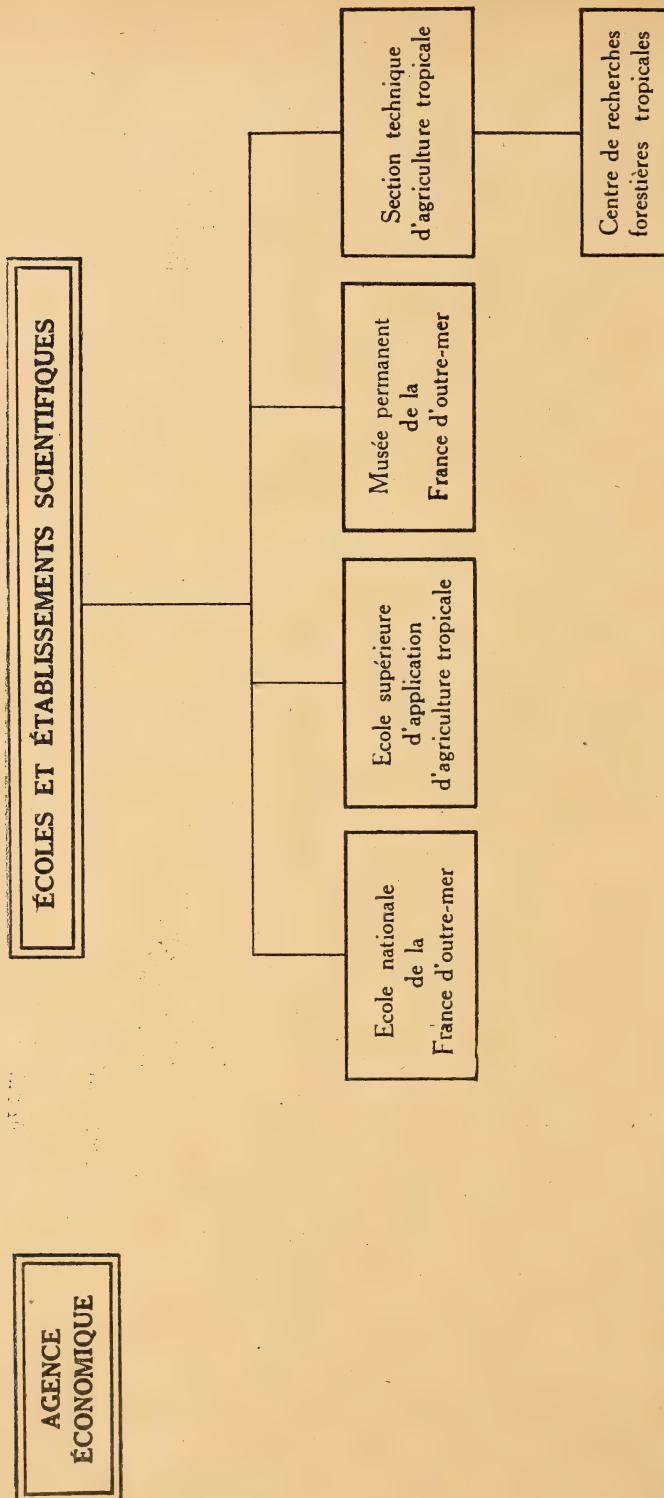 AGENCE
ÉCONOMIQUE
ÉCOLES ET ÉTABLISSEMENTS SCIENTIFIQUES
Ecole nationale
de la
France d'outre-mer
Ecole supérieure
d'application
d'agriculture tropicale
Musée permanent
de la
France d'outre-mer
Section technique
d'agriculture tropicale
Centre de recherches
forestières tropicales